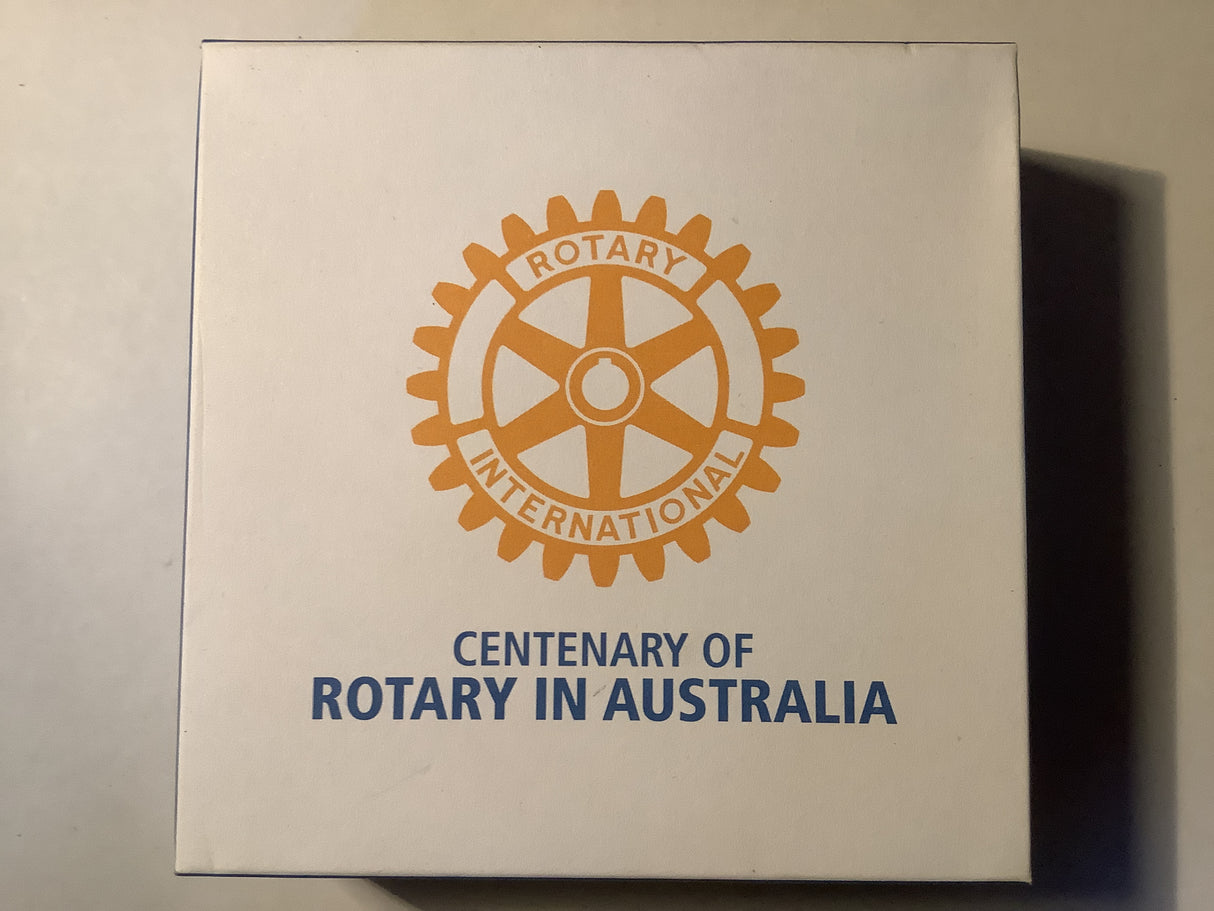 ROTARY
INTERNATIONAL
CENTENARY OF
ROTARY IN AUSTRALIA